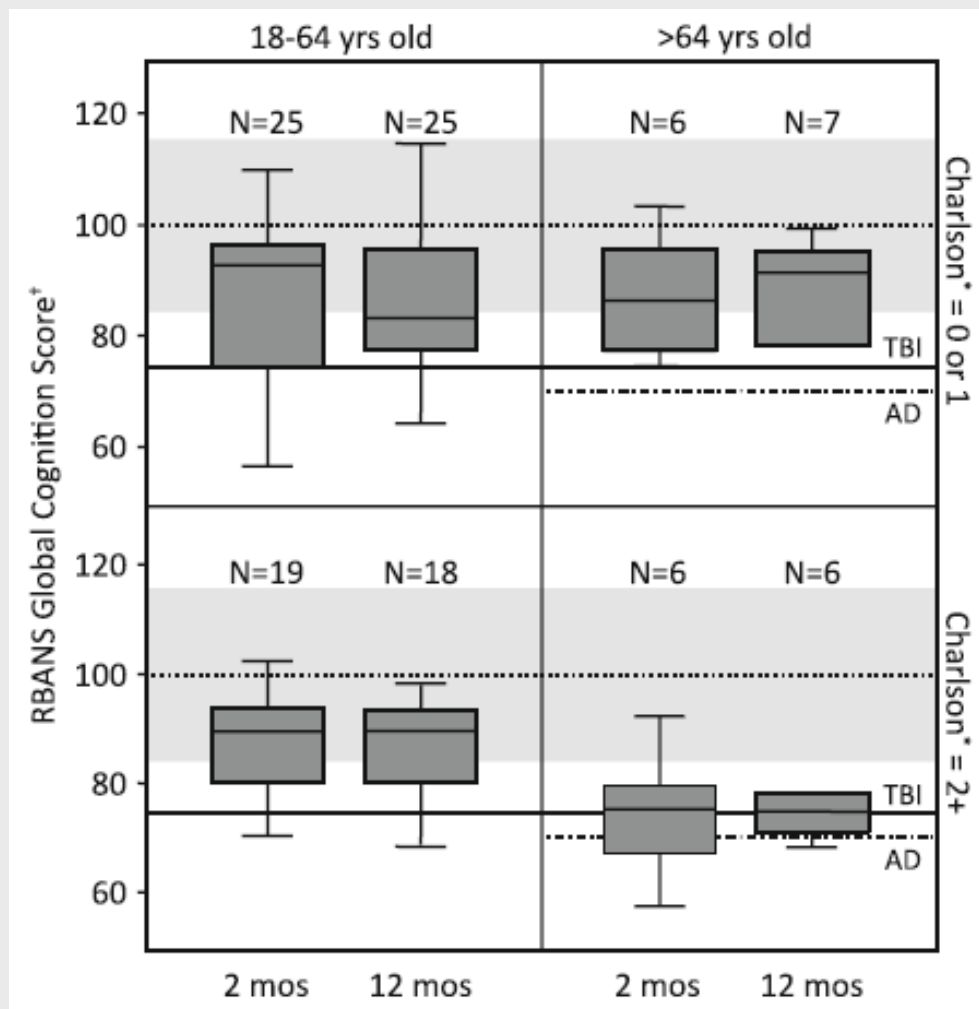 18-64 yrs old
>64 yrs old
RBANS Global Cognition Score†
120
100
80
60
N=25
N=25
N=6
N=7
TBI
AD
Charlson* = 0 or 1
120
100
80
60
N=19
N=18
N=6
N=6
TBI
AD
Charlson* = 2+
2 mos
12 mos
2 mos
12 mos